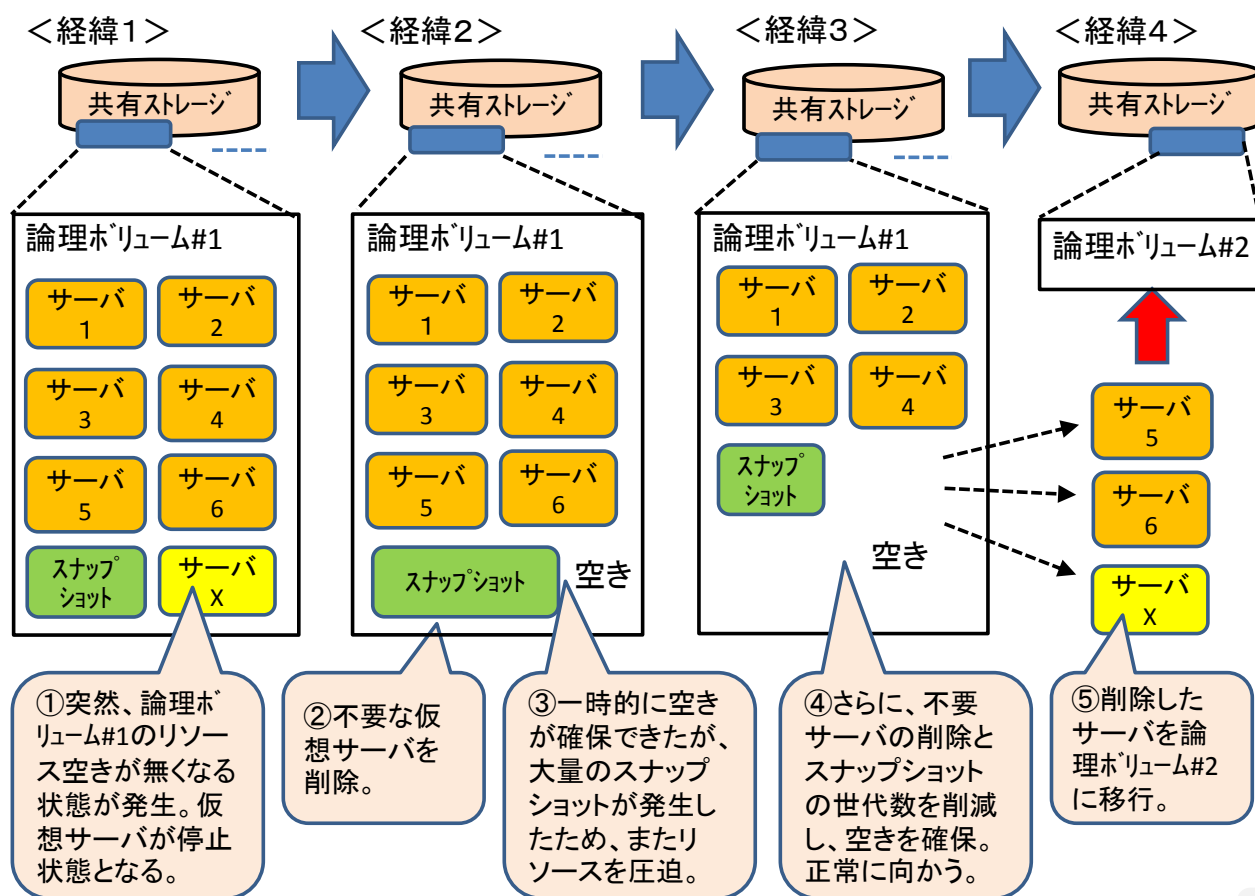 ＜経緯1＞
共有ストレージ
論理ボリューム#1
サーバ
1
サーバ
2
サーバ
3
サーバ
4
サーバ
5
サーバ
6
スナップ
ショット
サーバ
X
①突然、論理ボ
リューム#1のリソー
ス空きが無くなる
状態が発生。仮
想サーバが停止
状態となる。
＜経緯2＞
共有ストレージ
論理ボリューム#1
サーバ
1
サーバ
2
サーバ
3
サーバ
4
サーバ
5
サーバ
6
スナップショット
空き
②不要な仮
想サーバを
削除。
③一時的に空き
が確保できたが、
大量のスナップ
ショットが発生し
たため、またリ
ソースを圧迫。
＜経緯3＞
共有ストレージ
論理ボリューム#1
サーバ
1
サーバ
2
サーバ
3
サーバ
4
スナップ
ショット
空き
④さらに、不要
サーバの削除と
スナップショット
の世代数を削減
し、空きを確保。
正常に向かう。
＜経緯4＞
共有ストレージ
論理ボリューム#2
サーバ
5
サーバ
6
サーバ
X
⑤削除した
サーバを論
理ボリューム#2
に移行。